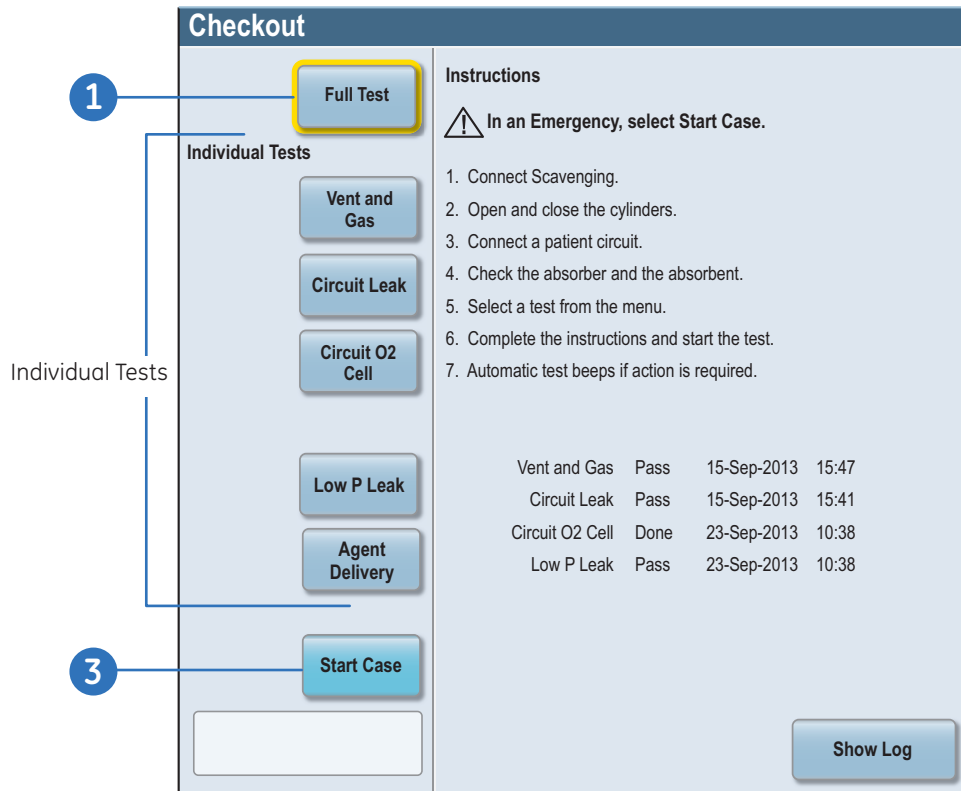 Checkout
1
Full Test
Individual Tests
Vent and
Gas
Circuit Leak
Circuit O2
Cell
Individual Tests
Low P Leak
Agent
Delivery
3
Start Case
Instructions
! In an Emergency, select Start Case.
1. Connect Scavenging.
2. Open and close the cylinders.
3. Connect a patient circuit.
4. Check the absorber and the absorbent.
5. Select a test from the menu.
6. Complete the instructions and start the test.
7. Automatic test beeps if action is required.
Vent and Gas Pass 15-Sep-2013 15:47
Circuit Leak Pass 15-Sep-2013 15:41
Circuit O2 Cell Done 23-Sep-2013 10:38
Low P Leak Pass 23-Sep-2013 10:38
Show Log